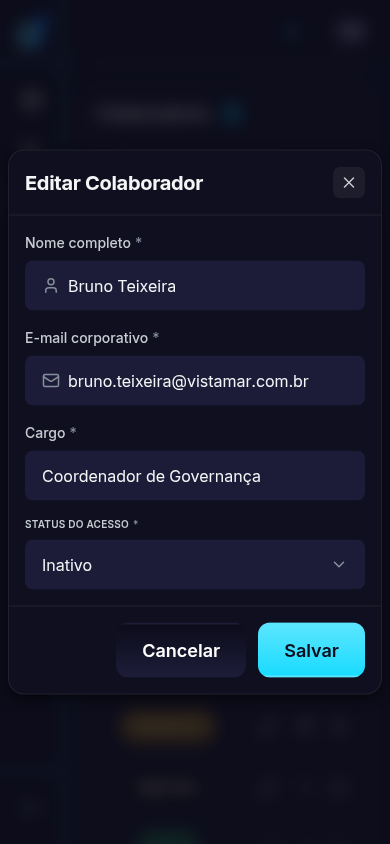 Editar Colaborador
Nome completo *
Bruno Teixeira
E-mail corporativo *
bruno.teixeira@vistamar.com.br
Cargo *
Coordenador de Governança
STATUS DO ACESSO *
Inativo
Cancelar
Salvar